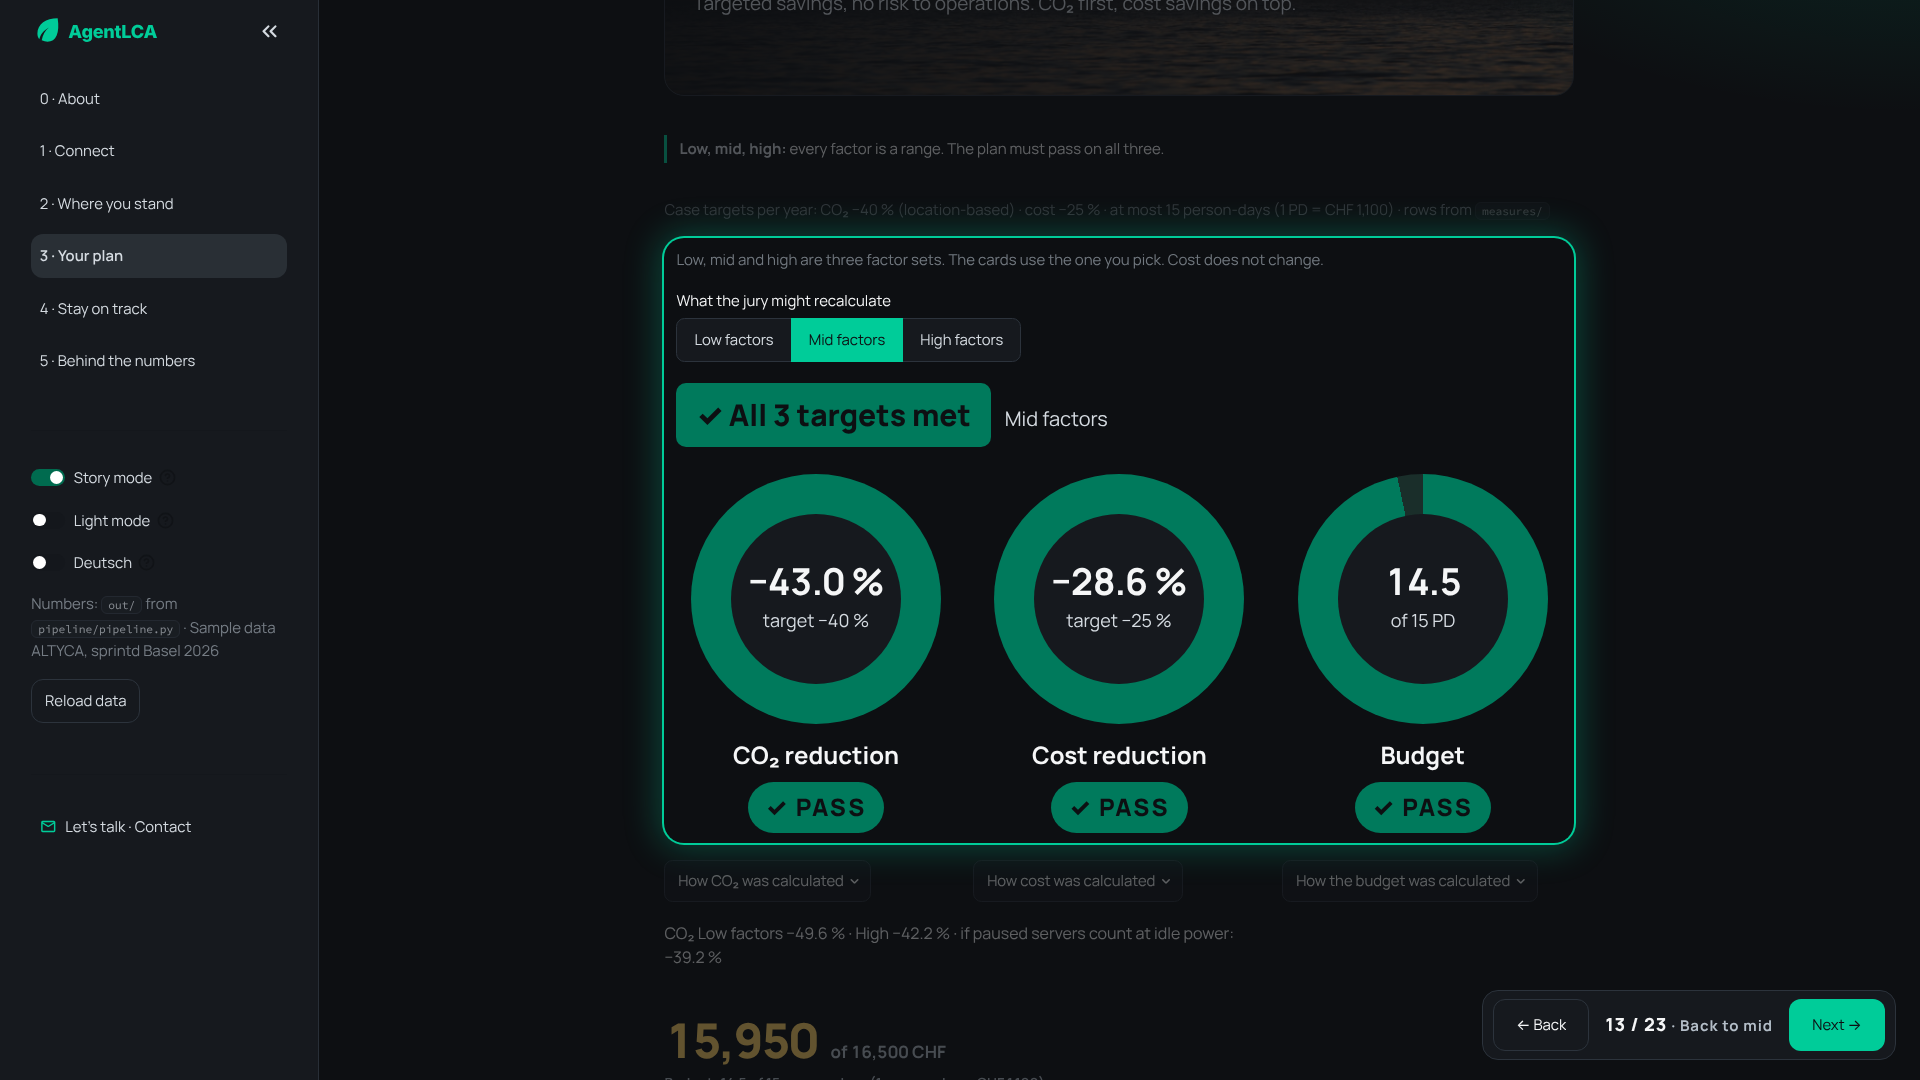 AgentLCA
0 · About
1 · Connect
2 · Where you stand
3 · Your plan
4 · Stay on track
5 · Behind the numbers
Story mode
Light mode
Deutsch
Numbers: out/ from
pipeline/pipeline.py · Sample data
ALTYCA, sprintd Basel 2026
Reload data
Let's talk · Contact
Targeted savings, no risk to operations. CO₂ first, cost savings on top.
Low, mid, high: every factor is a range. The plan must pass on all three.
Case targets per year: CO₂ −40 % (location-based) · cost −25 % · at most 15 person-days (1 PD = CHF 1,100) · rows from measures/
Low, mid and high are three factor sets. The cards use the one you pick. Cost does not change.
What the jury might recalculate
Low factors
Mid factors
High factors
✓ All 3 targets met
Mid factors
−43.0 %
target −40 %
−28.6 %
target −25 %
14.5
of 15 PD
CO₂ reduction
Cost reduction
Budget
✓ PASS
✓ PASS
✓ PASS
How CO₂ was calculated
How cost was calculated
How the budget was calculated
CO₂ Low factors −49.6 % · High −42.2 % · if paused servers count at idle power:
−39.2 %
15,950 of 16,500 CHF
← Back
13 / 23 · Back to mid
Next →